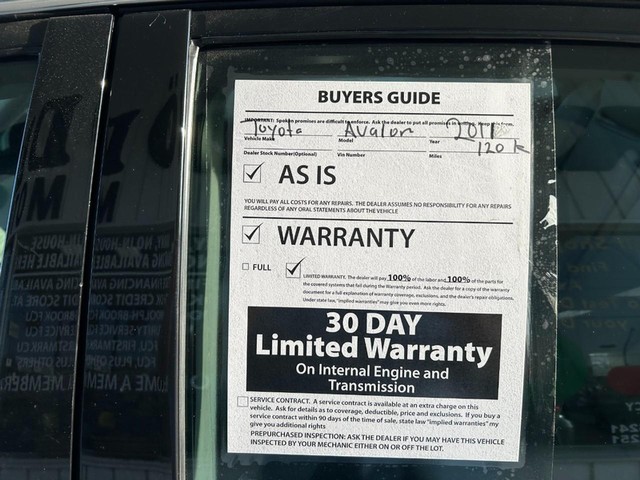 BUYERS GUIDE
IMPORTANT: Spoken promises are difficult to enforce. Ask the dealer to put all promises in writing. Keep this form.
Toyota Avalon 2011
Vehicle Make Model Year
120 k
Dealer Stock Number(Optional) Vin Number Miles
AS IS
YOU WILL PAY ALL COSTS FOR ANY REPAIRS. THE DEALER ASSUMES NO RESPONSIBILITY FOR ANY REPAIRS
REGARDLESS OF ANY ORAL STATEMENTS ABOUT THE VEHICLE
WARRANTY
FULL
LIMITED WARRANTY. The dealer will pay 100% of the labor and 100% of the parts for
the covered systems that fail during the Warranty period. Ask the dealer for a copy of the warranty
document for a full explanation of warranty coverage, exclusions, and the dealer's repair obligations.
Under state law, "implied warranties" may give you even more rights.
30 DAY
Limited Warranty
On Internal Engine and
Transmission
SERVICE CONTRACT. A service contract is available at an extra charge on this
vehicle. Ask for details as to coverage, deductible, price and exclusions. If you buy a
service contract within 90 days of the time of sale, state law "implied warranties" may
give you additional rights
PREPURCHASED INSPECTION: ASK THE DEALER IF YOU MAY HAVE THIS VEHICLE
INSPECTED BY YOUR MECHANIC EITHER ON OR OFF THE LOT.